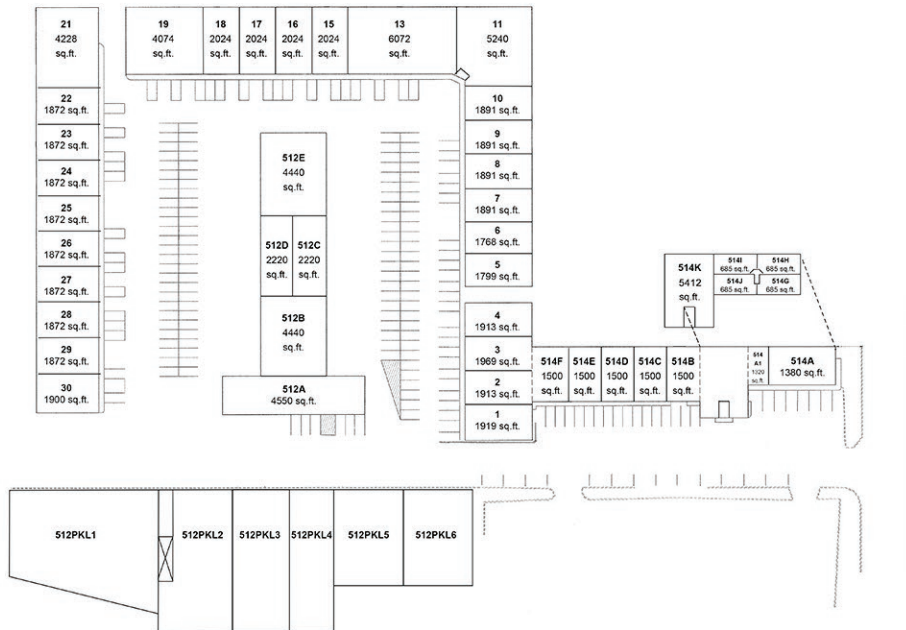 21
4228
sq.ft.
19
4074
sq.ft.
18
2024
sq.ft.
17
2024
sq.ft.
16
2024
sq.ft.
15
2024
sq.ft.
13
6072
sq.ft.
11
5240
sq.ft.
22
1872 sq.ft.
23
1872 sq.ft.
24
1872 sq.ft.
25
1872 sq.ft.
26
1872 sq.ft.
27
1872 sq.ft.
28
1872 sq.ft.
29
1872 sq.ft.
30
1900 sq.ft.
512E
4440
sq.ft.
512D
2220
sq.ft.
512C
2220
sq.ft.
512B
4440
sq.ft.
512A
4550 sq.ft.
10
1891 sq.ft.
9
1891 sq.ft.
8
1891 sq.ft.
7
1891 sq.ft.
6
1768 sq.ft.
5
1799 sq.ft.
4
1913 sq.ft.
3
1969 sq.ft.
2
1913 sq.ft.
1
1919 sq.ft.
514K
5412
sq.ft.
514I
685 sq.ft.
514H
685 sq.ft.
514J
685 sq.ft.
514G
685 sq.ft.
514F
1500
sq.ft.
514E
1500
sq.ft.
514D
1500
sq.ft.
514C
1500
sq.ft.
514B
1500
sq.ft.
514
A1
1320
sq.ft.
514A
1380 sq.ft.
512PKL1
512PKL2
512PKL3
512PKL4
512PKL5
512PKL6